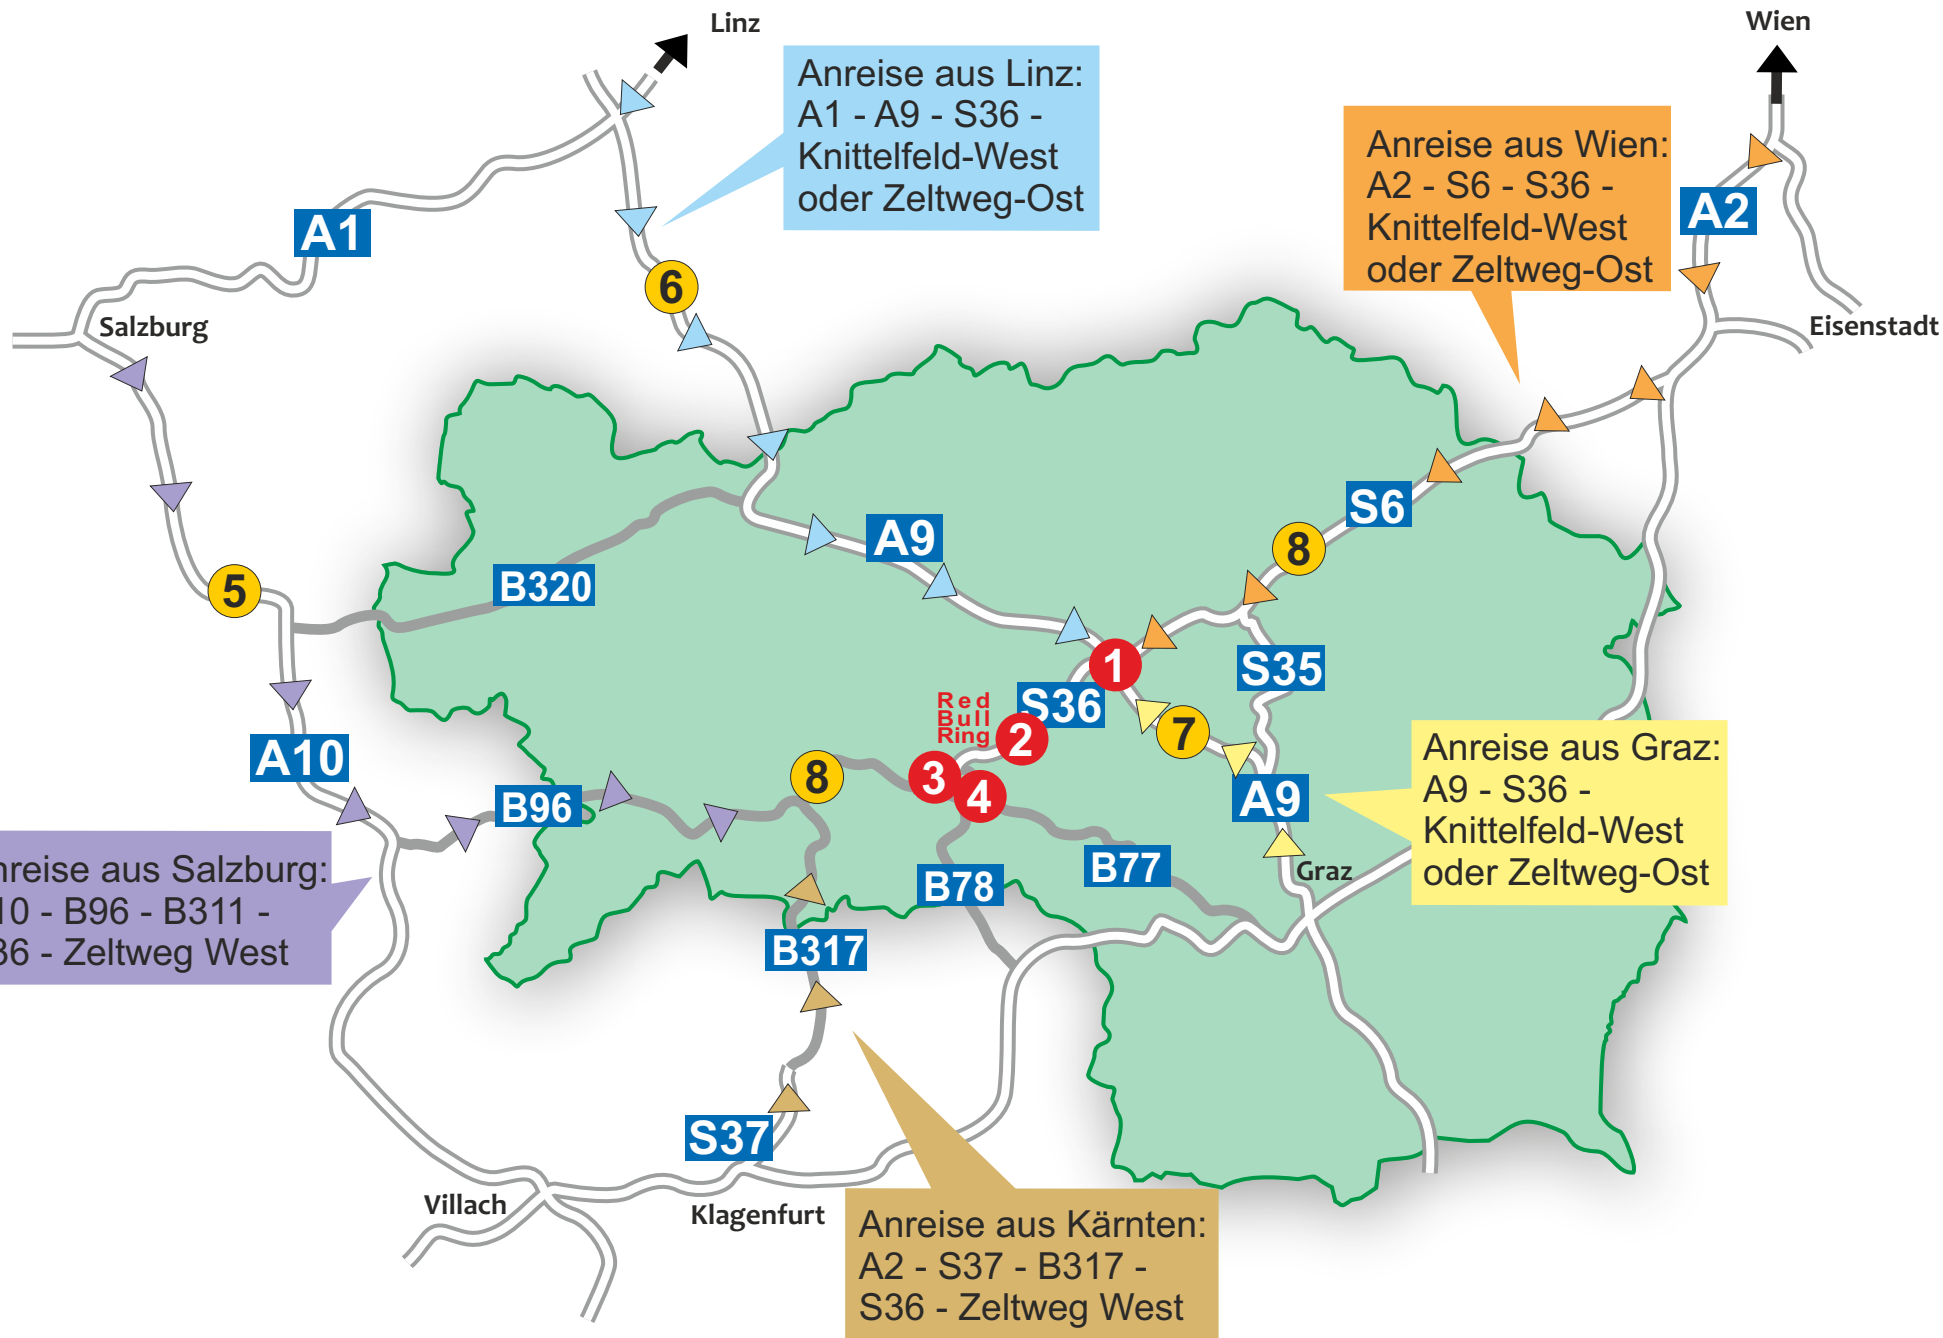 Linz
Wien
Anreise aus Linz:
A1 - A9 - S36 -
Knittelfeld-West
oder Zeltweg-Ost
Anreise aus Wien:
A2 - S6 - S36 -
Knittelfeld-West
oder Zeltweg-Ost
A1
A2
6
Salzburg
Eisenstadt
S6
A9
8
B320
5
S35
1
S36
Red
Bull
Ring
2
7
A10
3
8
4
B96
A9
Anreise aus Graz:
A9 - S36 -
Knittelfeld-West
oder Zeltweg-Ost
nreise aus Salzburg:
10 - B96 - B311 -
36 - Zeltweg West
B77
Graz
B78
B317
S37
Villach
Klagenfurt
Anreise aus Kärnten:
A2 - S37 - B317 -
S36 - Zeltweg West